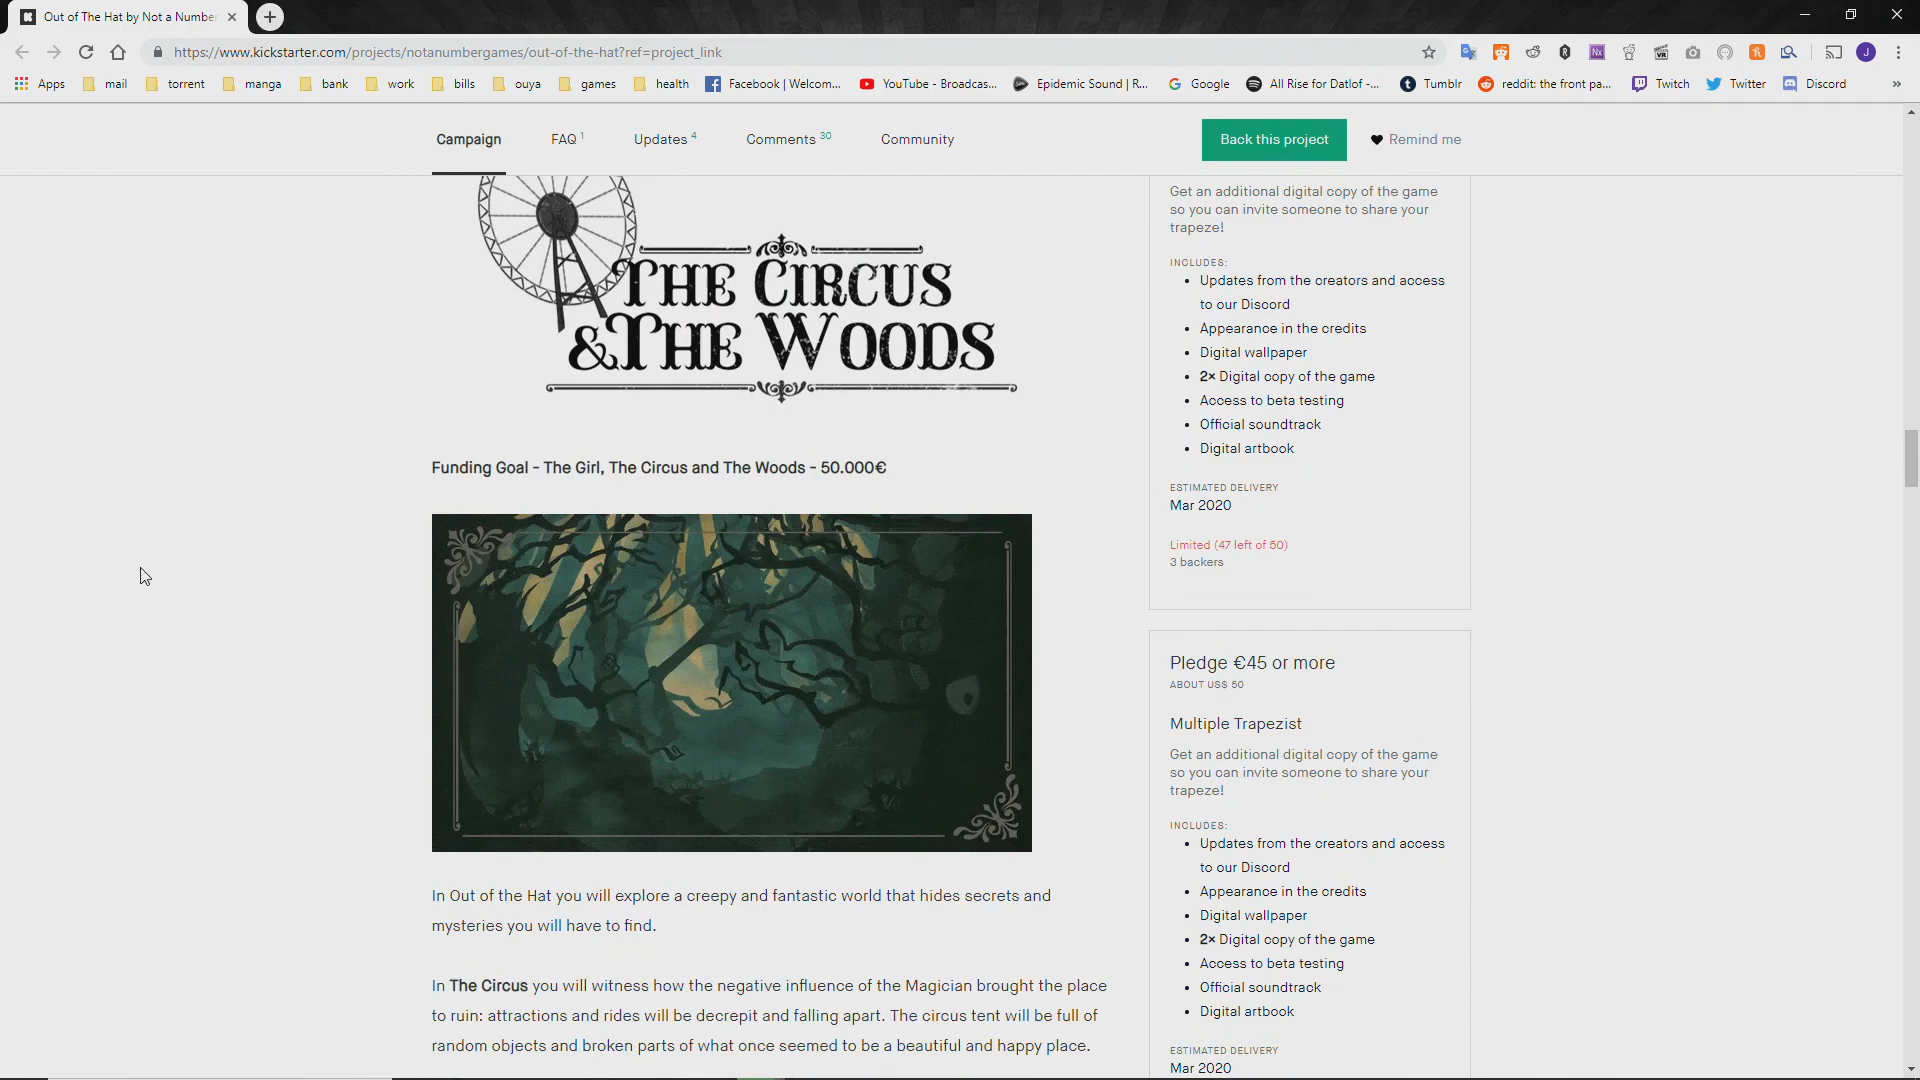 Out of The Hat by Not a Number
https://www.kickstarter.com/projects/notanumbergames/out-of-the-hat?ref=project_link
Apps mail torrent manga bank work bills ouya games health Facebook | Welcom... YouTube - Broadcas... Epidemic Sound | R... Google All Rise for Datlof -... Tumblr reddit: the front pa... Twitch Twitter Discord »
Campaign FAQ 1 Updates 4 Comments 30 Community Back this project Remind me
THE CIRCUS
& THE WOODS
Funding Goal - The Girl, The Circus and The Woods - 50.000€
In Out of the Hat you will explore a creepy and fantastic world that hides secrets and
mysteries you will have to find.
In The Circus you will witness how the negative influence of the Magician brought the place
to ruin: attractions and rides will be decrepit and falling apart. The circus tent will be full of
random objects and broken parts of what once seemed to be a beautiful and happy place.
Get an additional digital copy of the game
so you can invite someone to share your
trapeze!
INCLUDES:
• Updates from the creators and access
to our Discord
• Appearance in the credits
• Digital wallpaper
• 2× Digital copy of the game
• Access to beta testing
• Official soundtrack
• Digital artbook
ESTIMATED DELIVERY
Mar 2020
Limited (47 left of 50)
3 backers
Pledge €45 or more
ABOUT US$ 50
Multiple Trapezist
Get an additional digital copy of the game
so you can invite someone to share your
trapeze!
INCLUDES:
• Updates from the creators and access
to our Discord
• Appearance in the credits
• Digital wallpaper
• 2× Digital copy of the game
• Access to beta testing
• Official soundtrack
• Digital artbook
ESTIMATED DELIVERY
Mar 2020